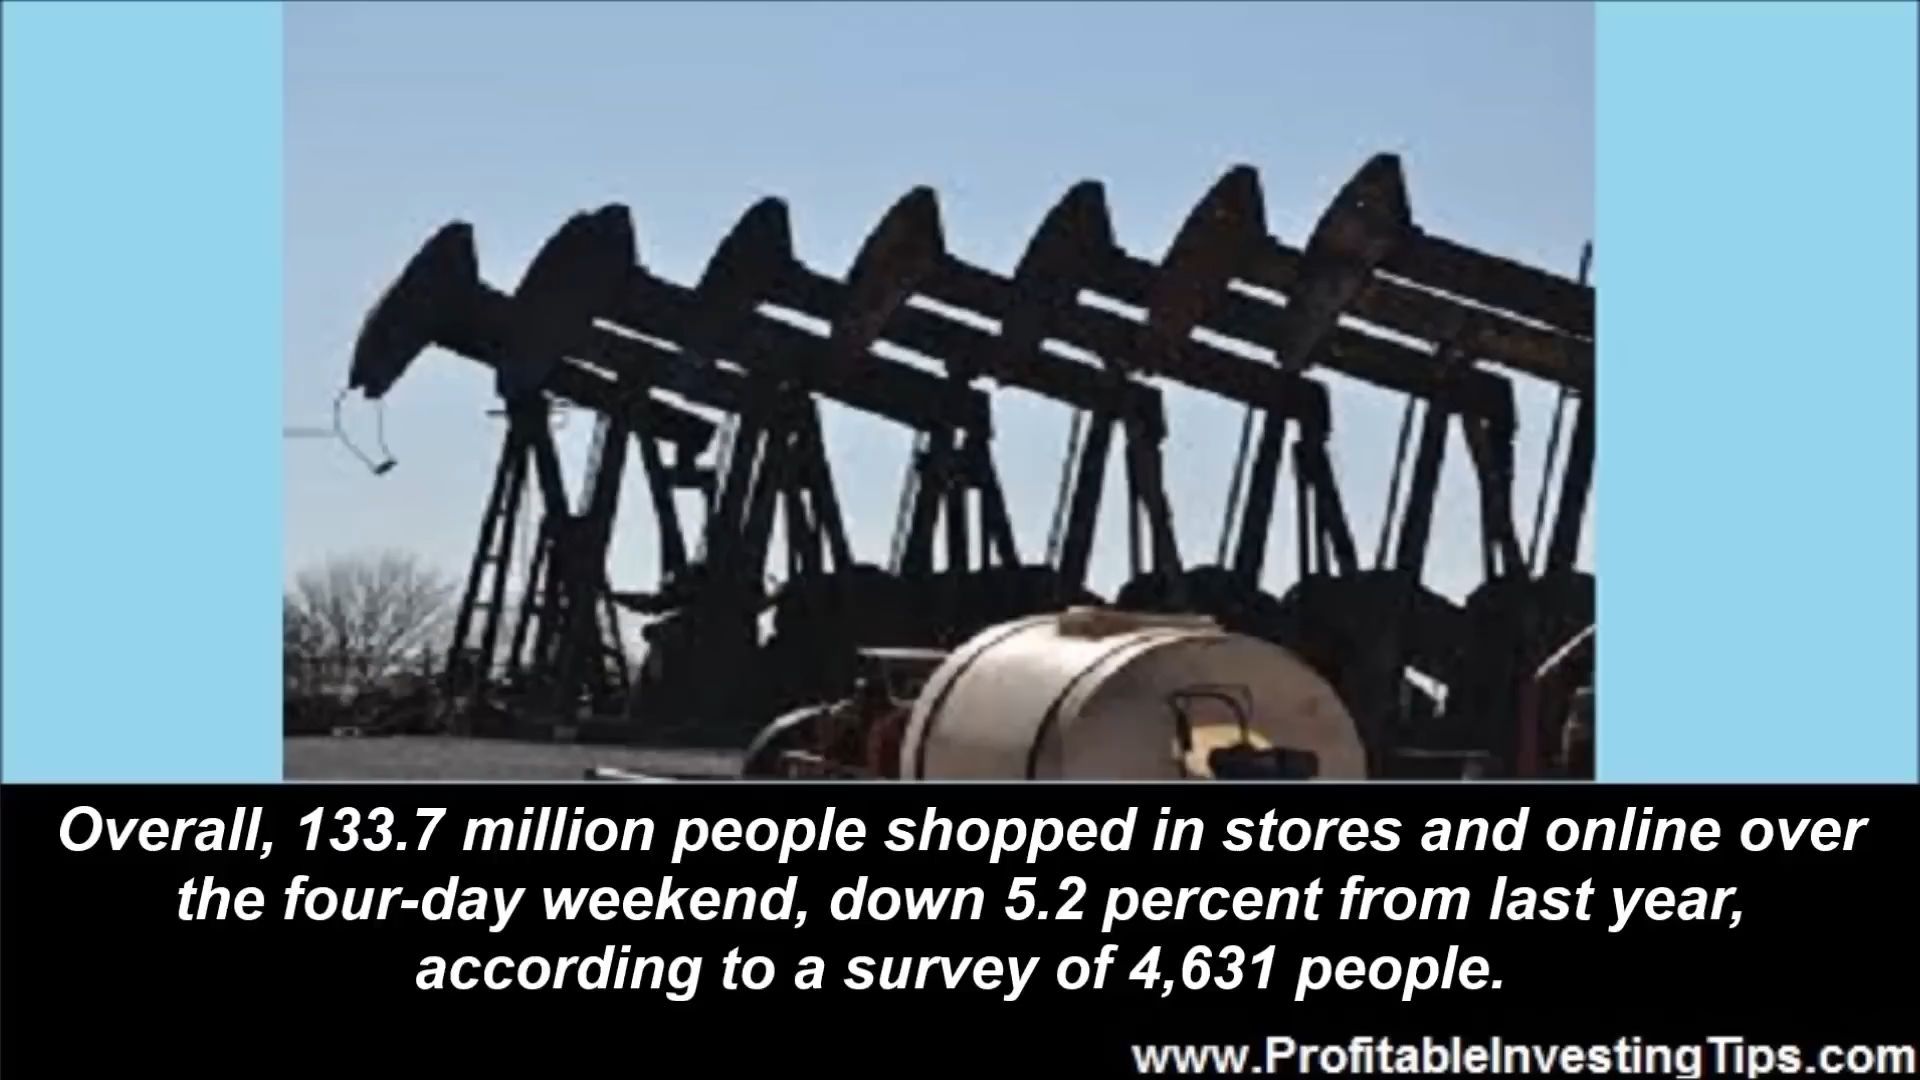 Overall, 133.7 million people shopped in stores and online over
the four-day weekend, down 5.2 percent from last year,
according to a survey of 4,631 people.
www.ProfitableInvestingTips.com